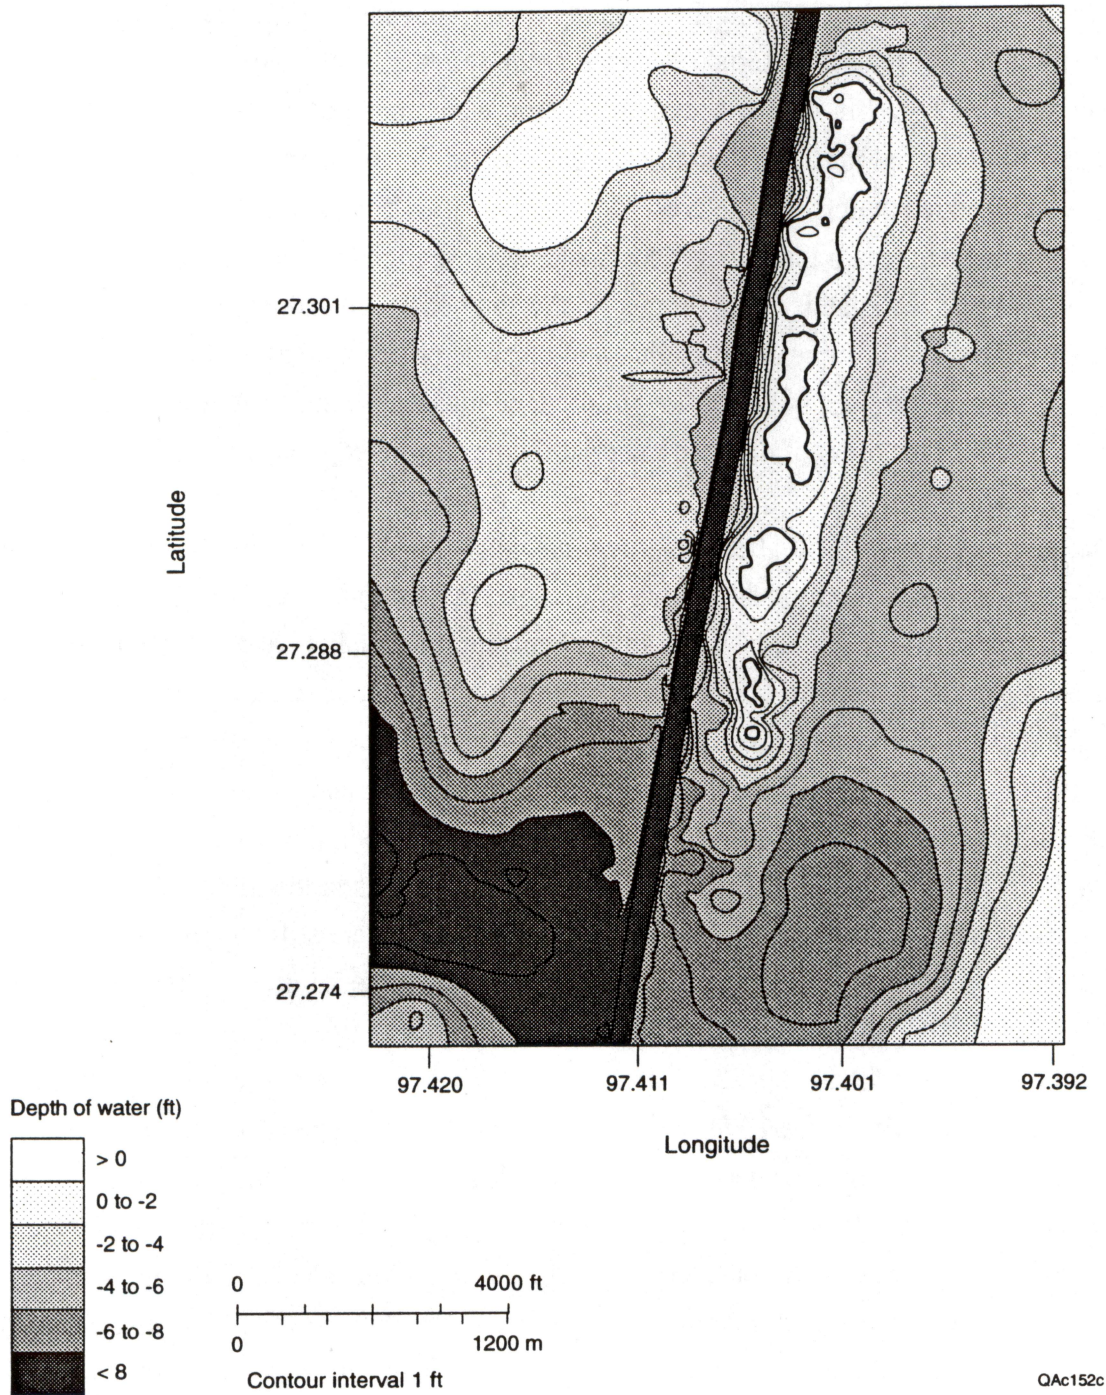 27.301
Latitude
27.288
27.274
97.420
97.411
97.401
97.392
Longitude
Depth of water (ft)
> 0
0 to -2
-2 to -4
-4 to -6
-6 to -8
< 8
0
4000 ft
0
1200 m
Contour interval 1 ft
QAc152c